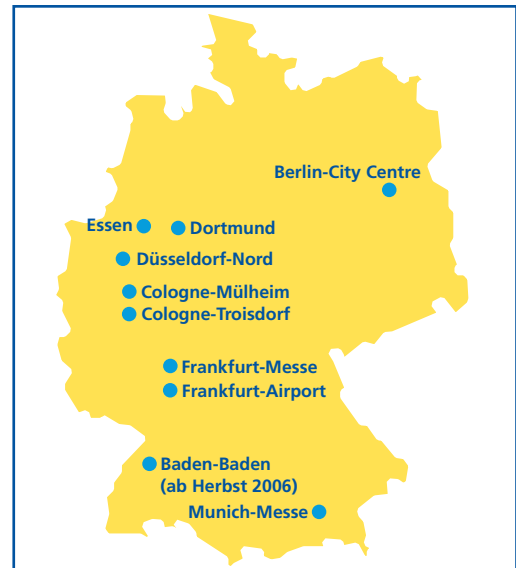 Berlin-City Centre
Essen
Dortmund
Düsseldorf-Nord
Cologne-Mülheim
Cologne-Troisdorf
Frankfurt-Messe
Frankfurt-Airport
Baden-Baden
(ab Herbst 2006)
Munich-Messe